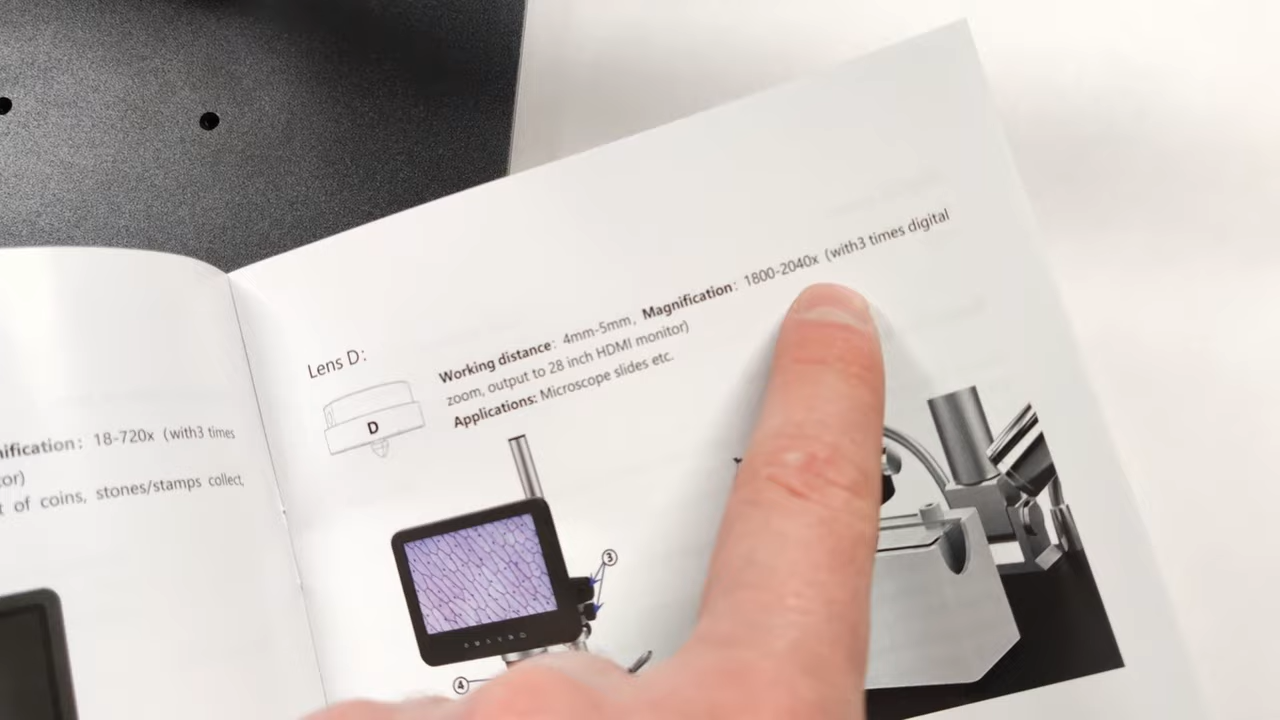 nification: 18-720x (with3 times
tor)
t of coins, stones/stamps collect,
Lens D:
D
Working distance: 4mm-5mm, Magnification: 1800-2040x (with3 times digital
zoom, output to 28 inch HDMI monitor)
Applications: Microscope slides etc.
③
④